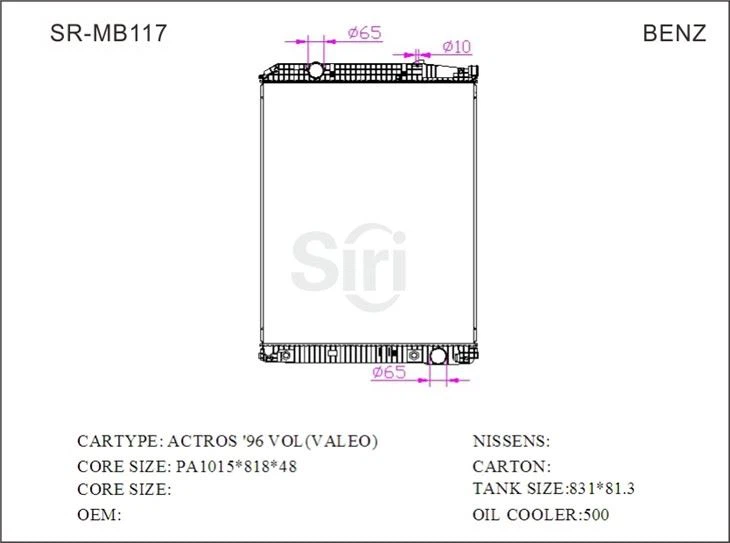 SR-MB117
BENZ
Ø65
Ø10
Siri
Ø65
CARTYPE: ACTROS '96 VOL(VALEO)
NISSENS:
CORE SIZE: PA1015*818*48
CARTON:
CORE SIZE:
TANK SIZE:831*81.3
OEM:
OIL COOLER:500